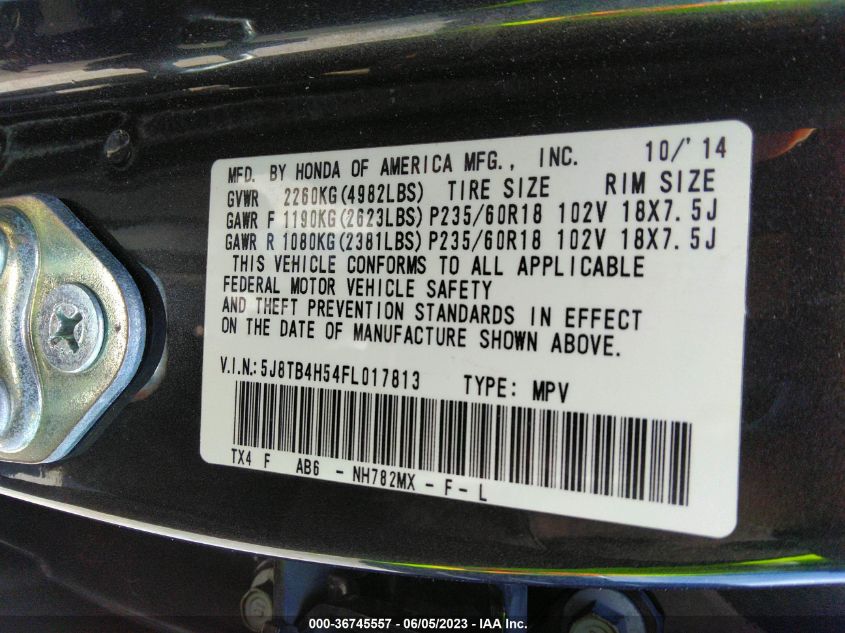 MFD. BY HONDA OF AMERICA MFG., INC. 10/'14
GVWR 2260KG(4982LBS) TIRE SIZE RIM SIZE
GAWR F 1190KG(2623LBS) P235/60R18 102V 18X7.5J
GAWR R 1080KG(2381LBS) P235/60R18 102V 18X7.5J
THIS VEHICLE CONFORMS TO ALL APPLICABLE
FEDERAL MOTOR VEHICLE SAFETY
AND THEFT PREVENTION STANDARDS IN EFFECT
ON THE DATE OF MANUFACTURE SHOWN ABOVE.
V.I.N.: 5J8TB4H54FL017813 TYPE: MPV
TX4 F AB6 - NH782MX - F - L
000-36745557 - 06/05/2023 - IAA Inc.